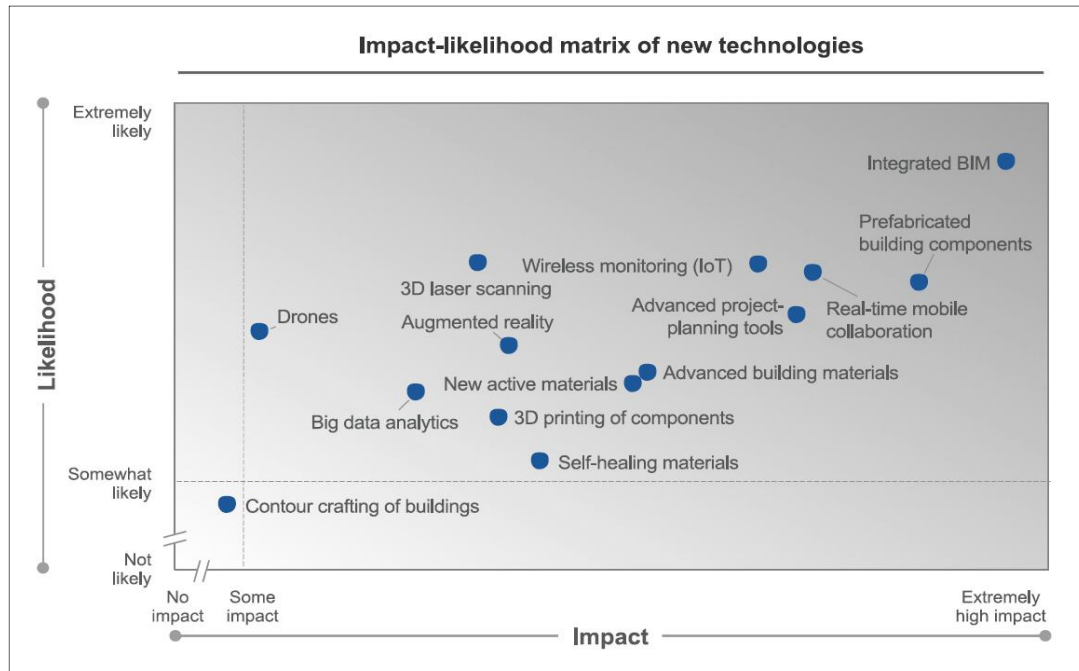 Impact-likelihood matrix of new technologies
Extremely
likely
Integrated BIM
Prefabricated
building components
Wireless monitoring (IoT)
3D laser scanning
Advanced project-
planning tools
Real-time mobile
collaboration
Drones
Augmented reality
Likelihood
New active materials
Advanced building materials
Big data analytics
3D printing of components
Self-healing materials
Somewhat
likely
Contour crafting of buildings
Not
likely
No
impact
Some
impact
Extremely
high impact
Impact